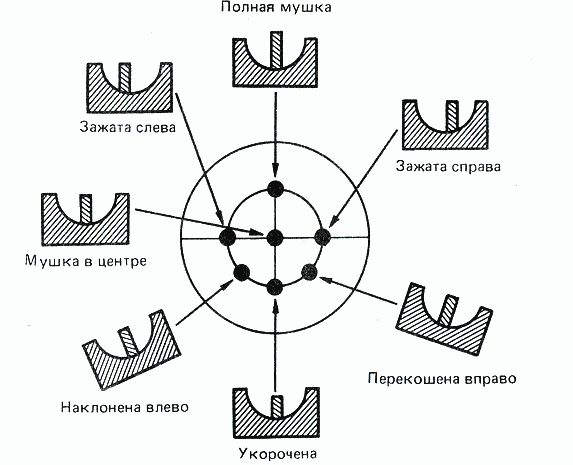 Полная мушка
Зажата слева
Зажата справа
Мушка в центре
Перекошена вправо
Наклонена влево
Укорочена